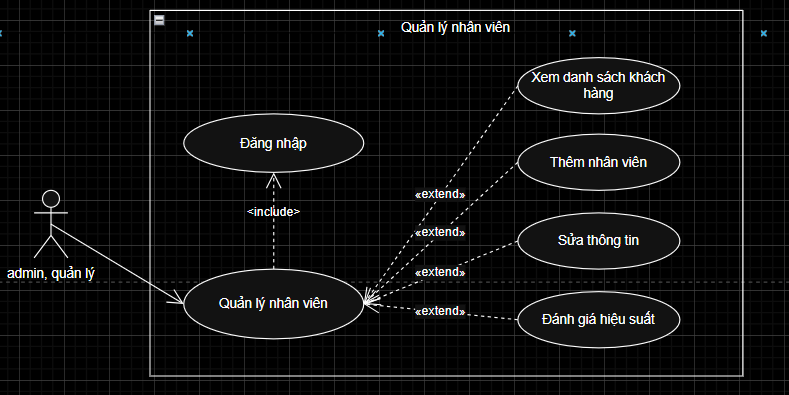 Quản lý nhân viên
Xem danh sách khách
hàng
Đăng nhập
Thêm nhân viên
«extend»
<include>
«extend»
Sửa thông tin
admin, quản lý
«extend»
Quản lý nhân viên
«extend»
Đánh giá hiệu suất